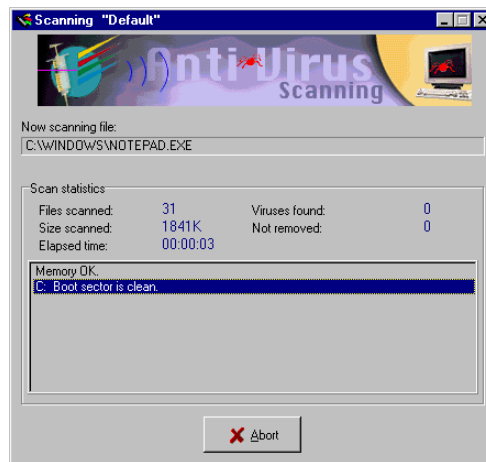 Scanning "Default"
Anti-Virus
Scanning
Now scanning file:
C:\WINDOWS\NOTEPAD.EXE
Scan statistics
Files scanned: 31 Viruses found: 0
Size scanned: 1841K Not removed: 0
Elapsed time: 00:00:03
Memory OK.
C: Boot sector is clean.
Abort